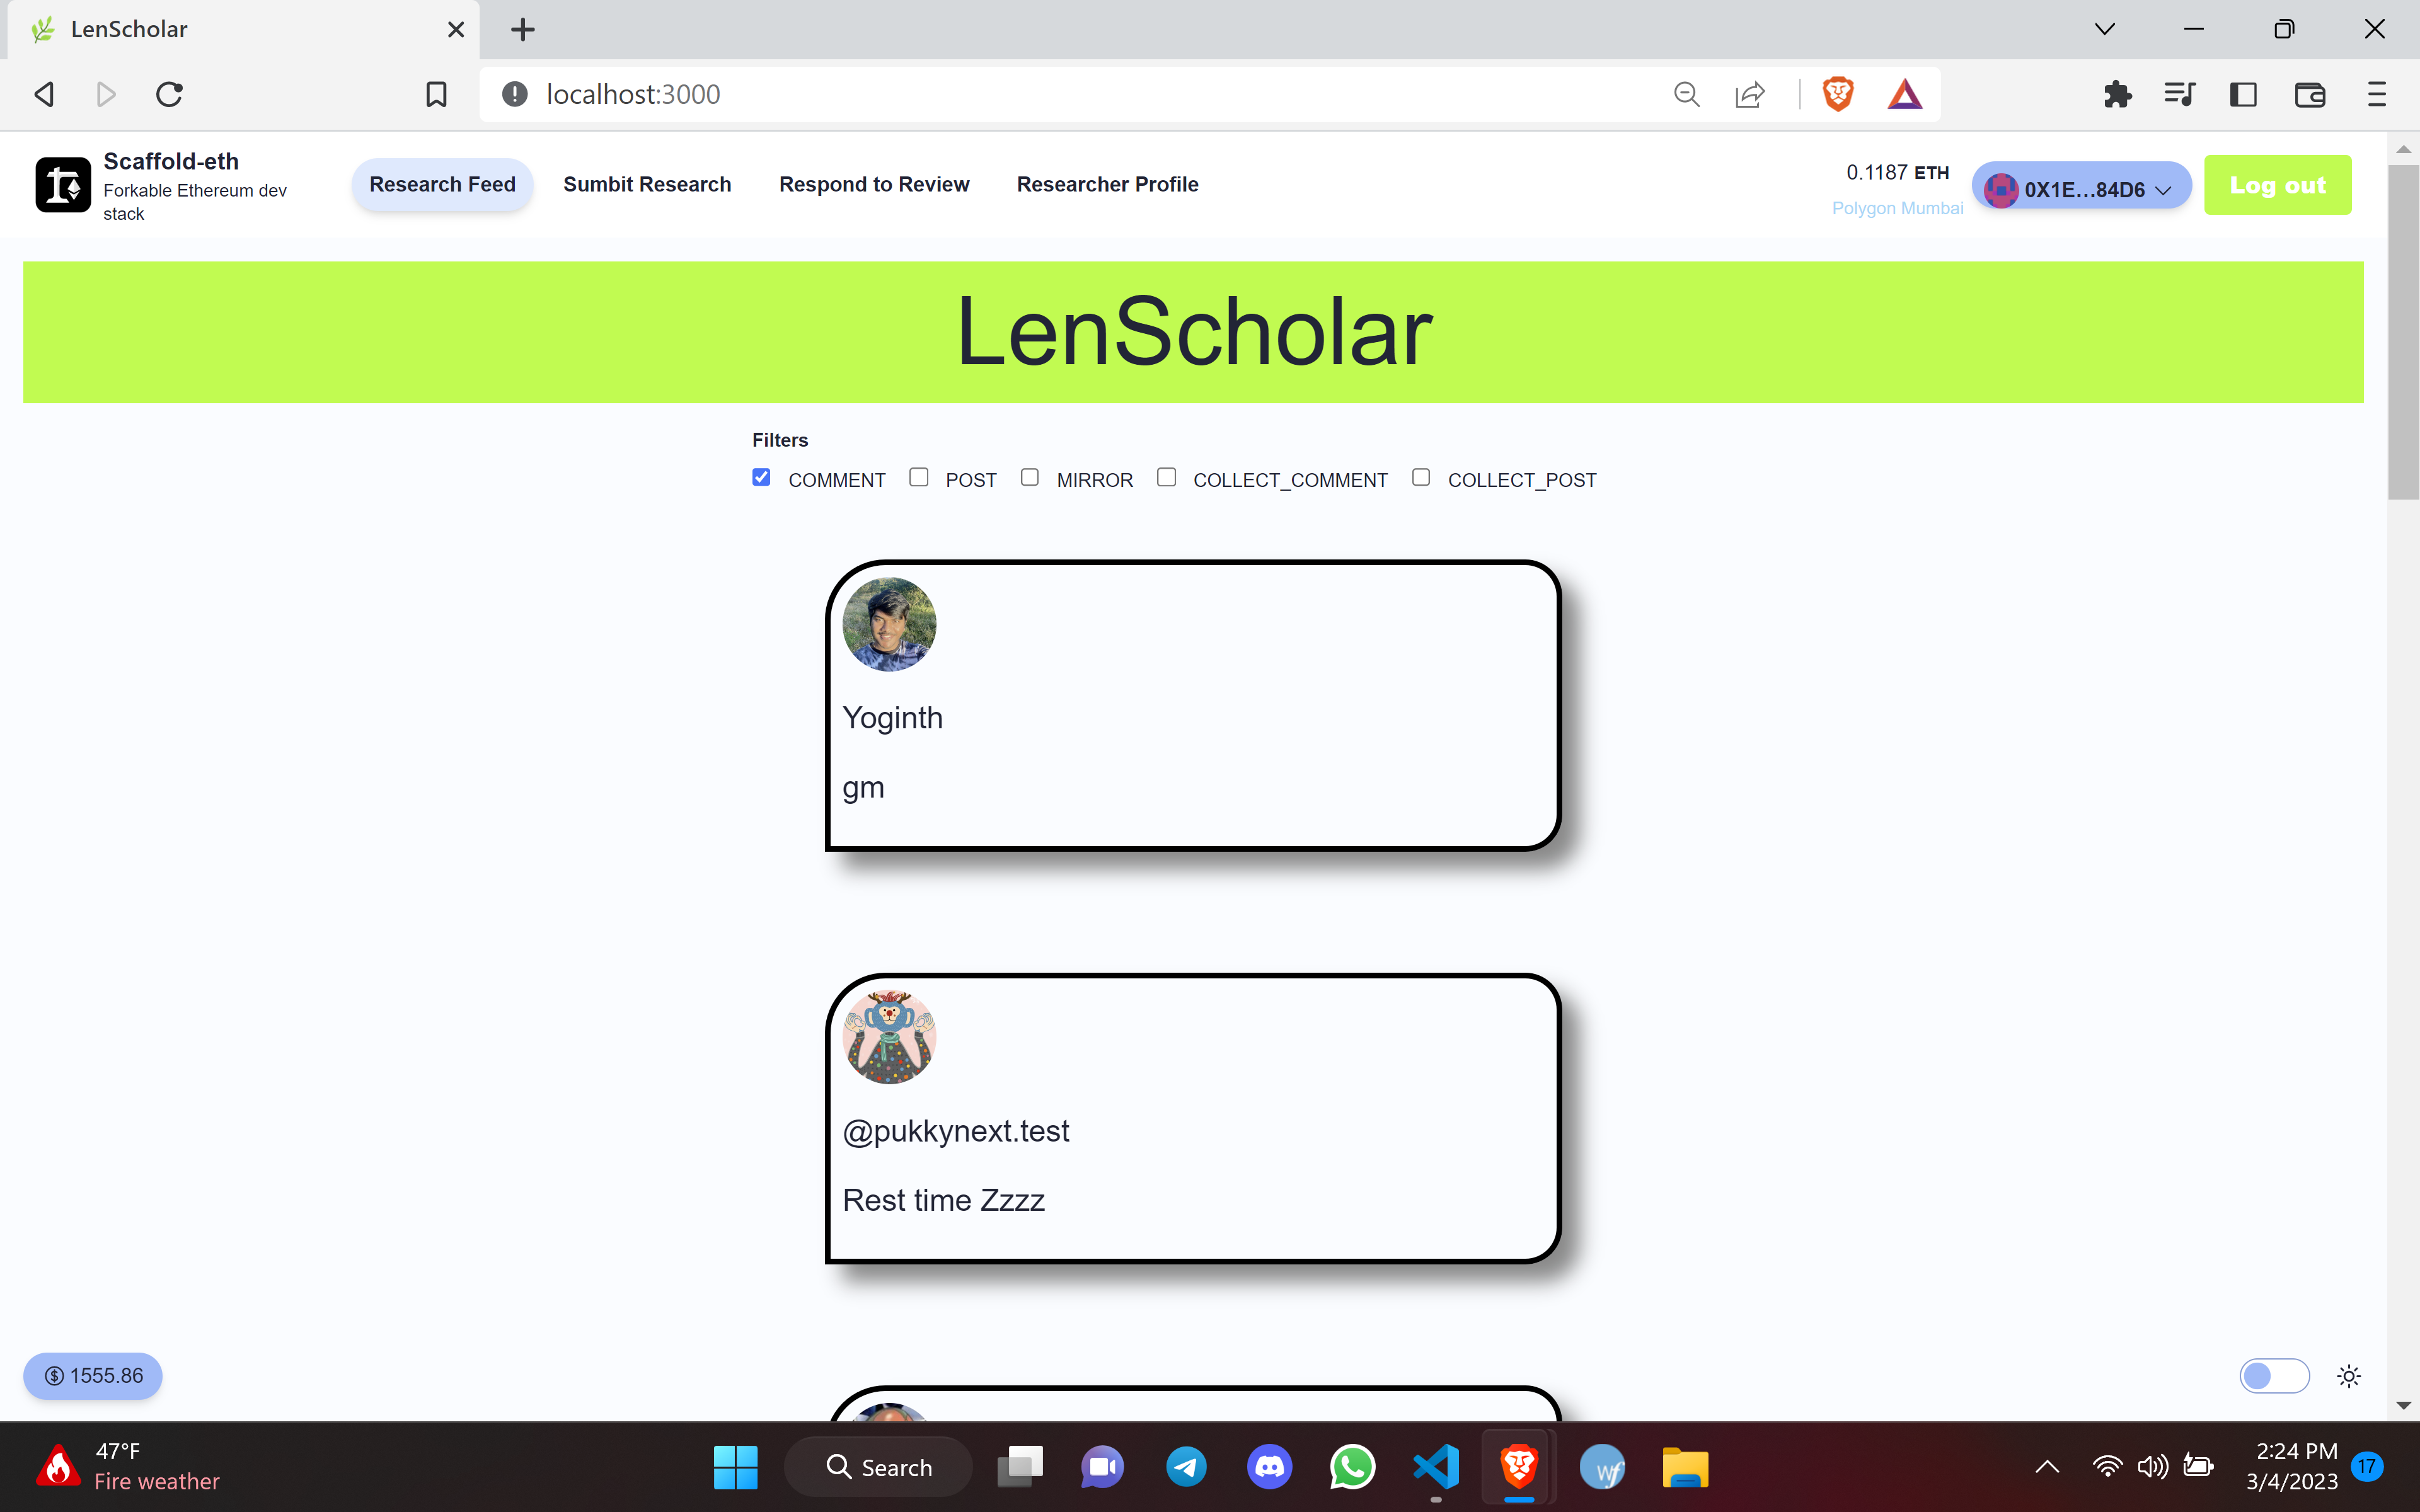 LenScholar
localhost:3000
Scaffold-eth
Forkable Ethereum dev
stack
Research Feed
Sumbit Research
Respond to Review
Researcher Profile
0.1187 ETH
Polygon Mumbai
0X1E...84D6
Log out
LenScholar
Filters
COMMENT POST MIRROR COLLECT_COMMENT COLLECT_POST
Yoginth
gm
@pukkynext.test
Rest time Zzzz
1555.86
47°F
Fire weather
Search
wf
2:24 PM
3/4/2023
17